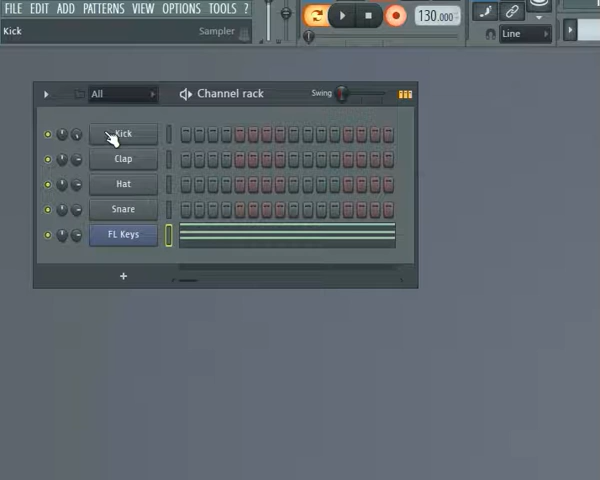 FILE EDIT ADD PATTERNS VIEW OPTIONS TOOLS ?
130.000
Kick Sampler
Line
All Channel rack Swing
Kick
Clap
Hat
Snare
FL Keys
+